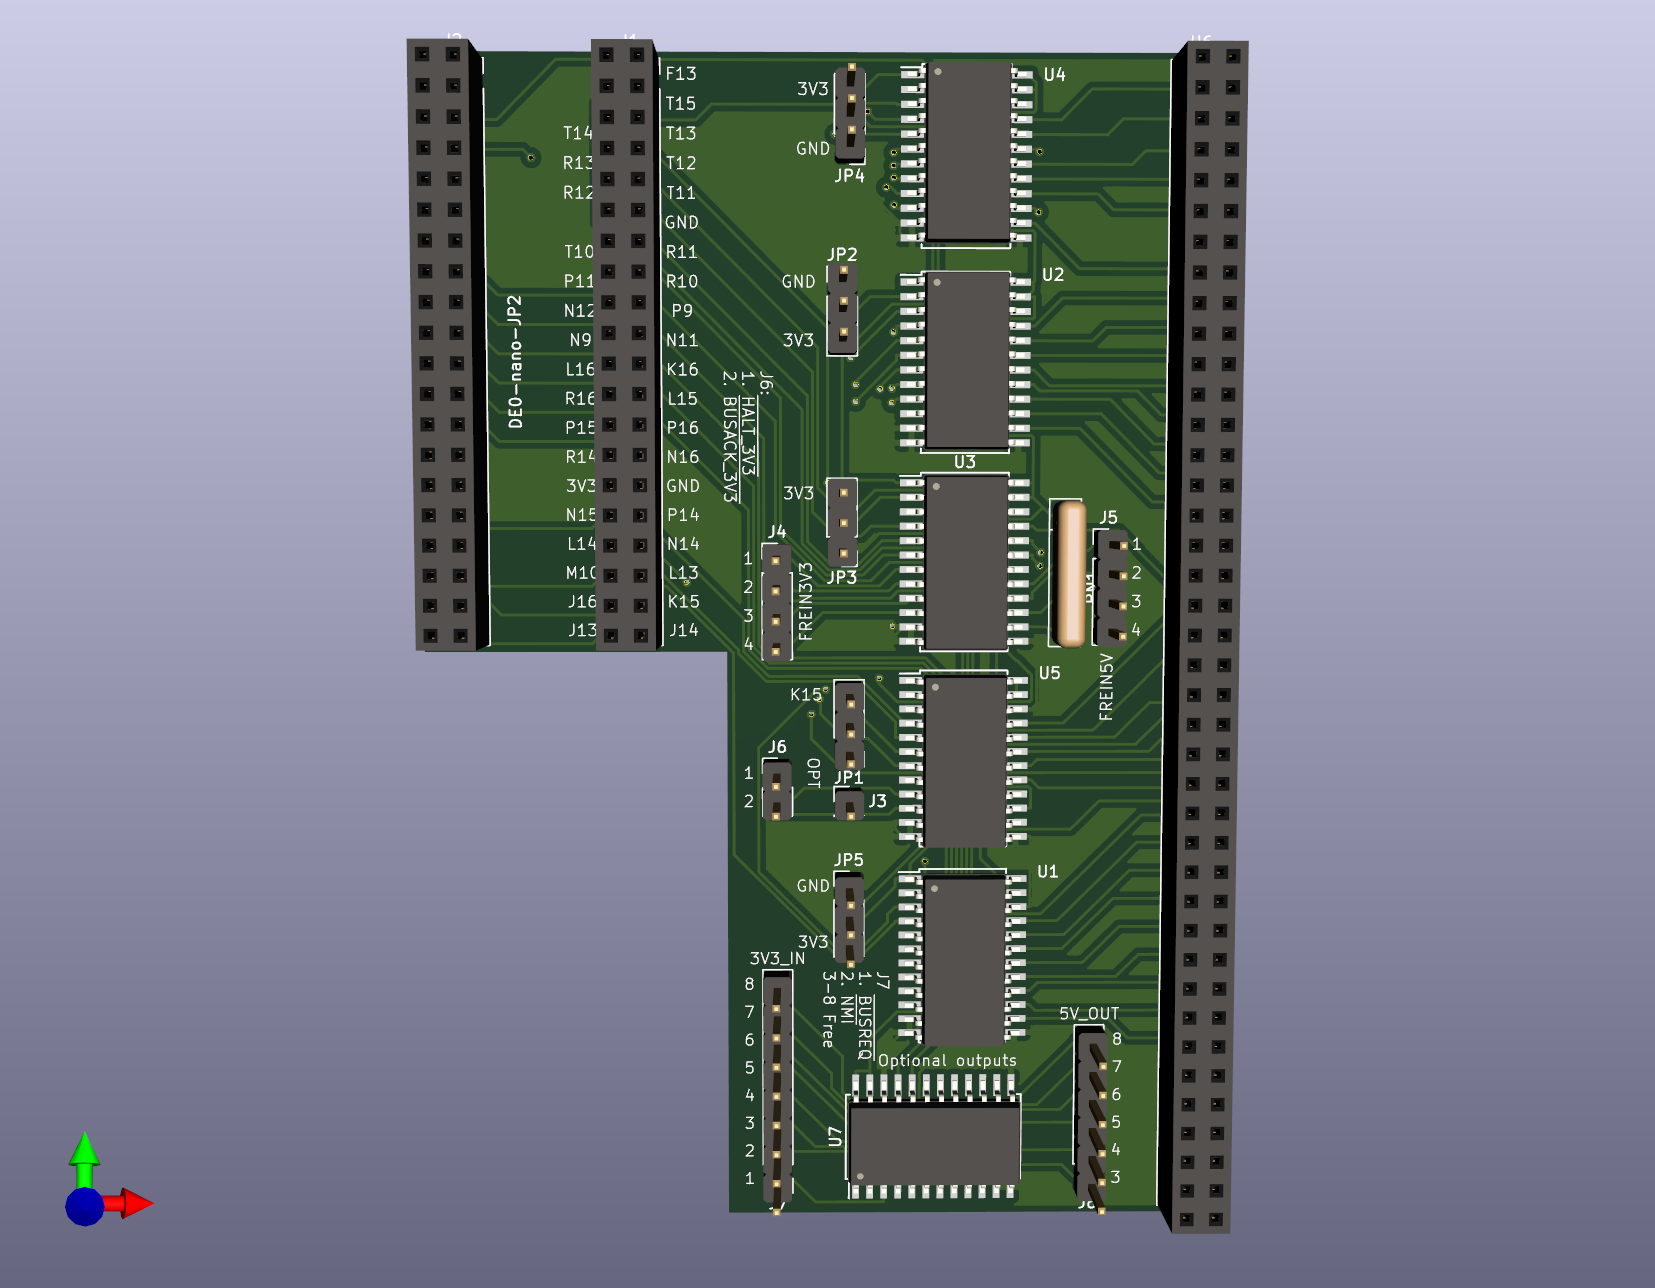 F13
T15
T14 T13
R13 T12
R12 T11
GND
T10 R11
P11 R10
N12 P9
N9 N11
L16 K16
R16 L15
P15 P16
R14 N16
3V3 GND
N15 P14
L14 N14
M10 L13
J16 K15
J13 J14
DE0-nano-JP2
3V3
GND
JP4
U4
JP2
GND
3V3
U2
J6:
1. HALT_3V3
2. BUSACK_3V3
U3
3V3
JP3
J4
1
2
3
4
FREIN3V3
J5
1
2
3
4
FREIN5V
U5
K15
JP1
OPT
J6
1
2
J3
JP5
GND
3V3
U1
3V3_IN
8
7
6
5
4
3
2
1
J7
1. BUSREQ
2. NMI
3-8 Free
Optional outputs
U7
5V_OUT
8
7
6
5
4
3